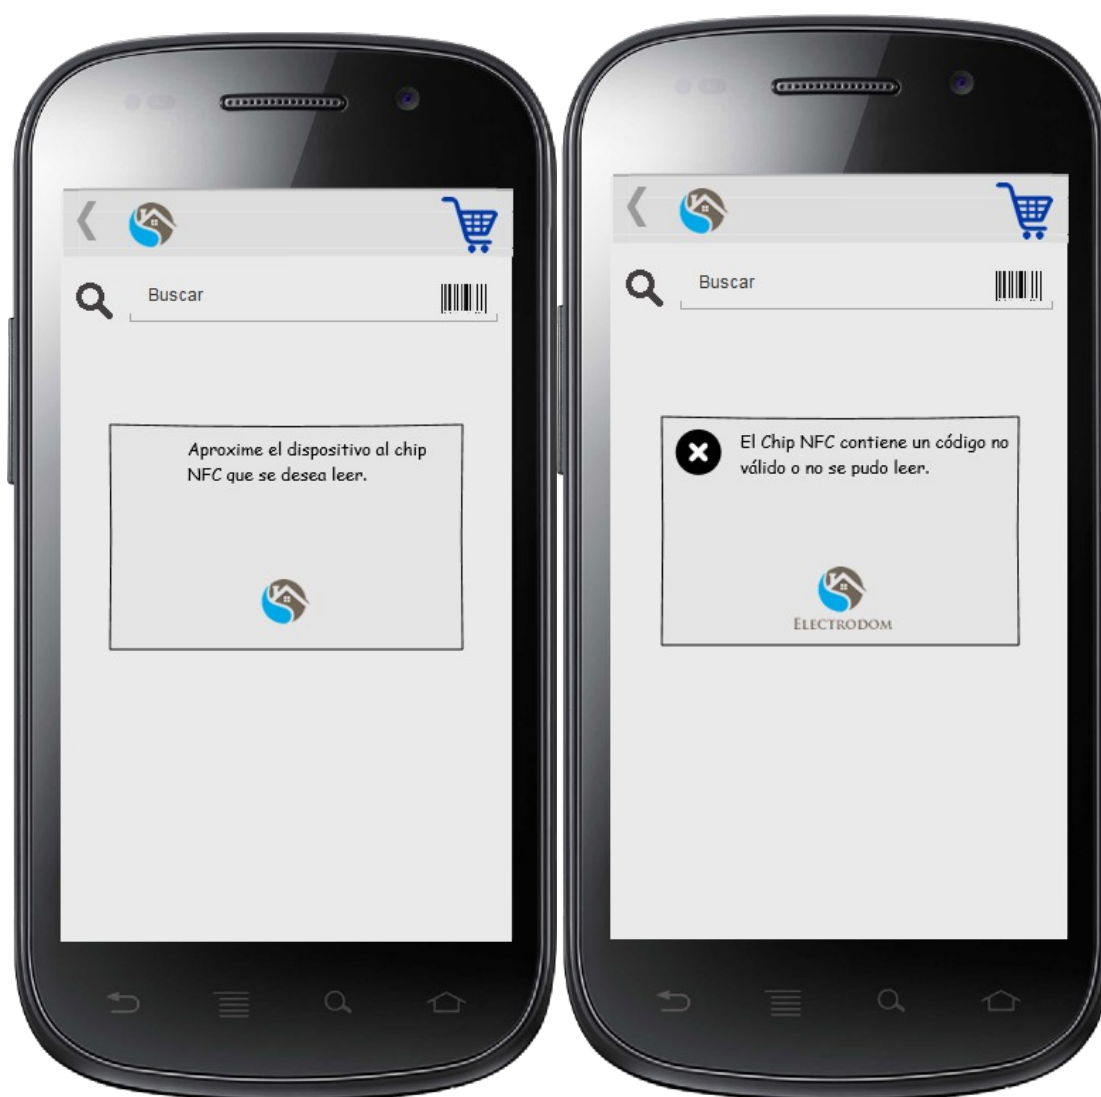 Buscar
Aproxime el dispositivo al chip
NFC que se desea leer.
Buscar
El Chip NFC contiene un código no
válido o no se pudo leer.
ELECTRODOM